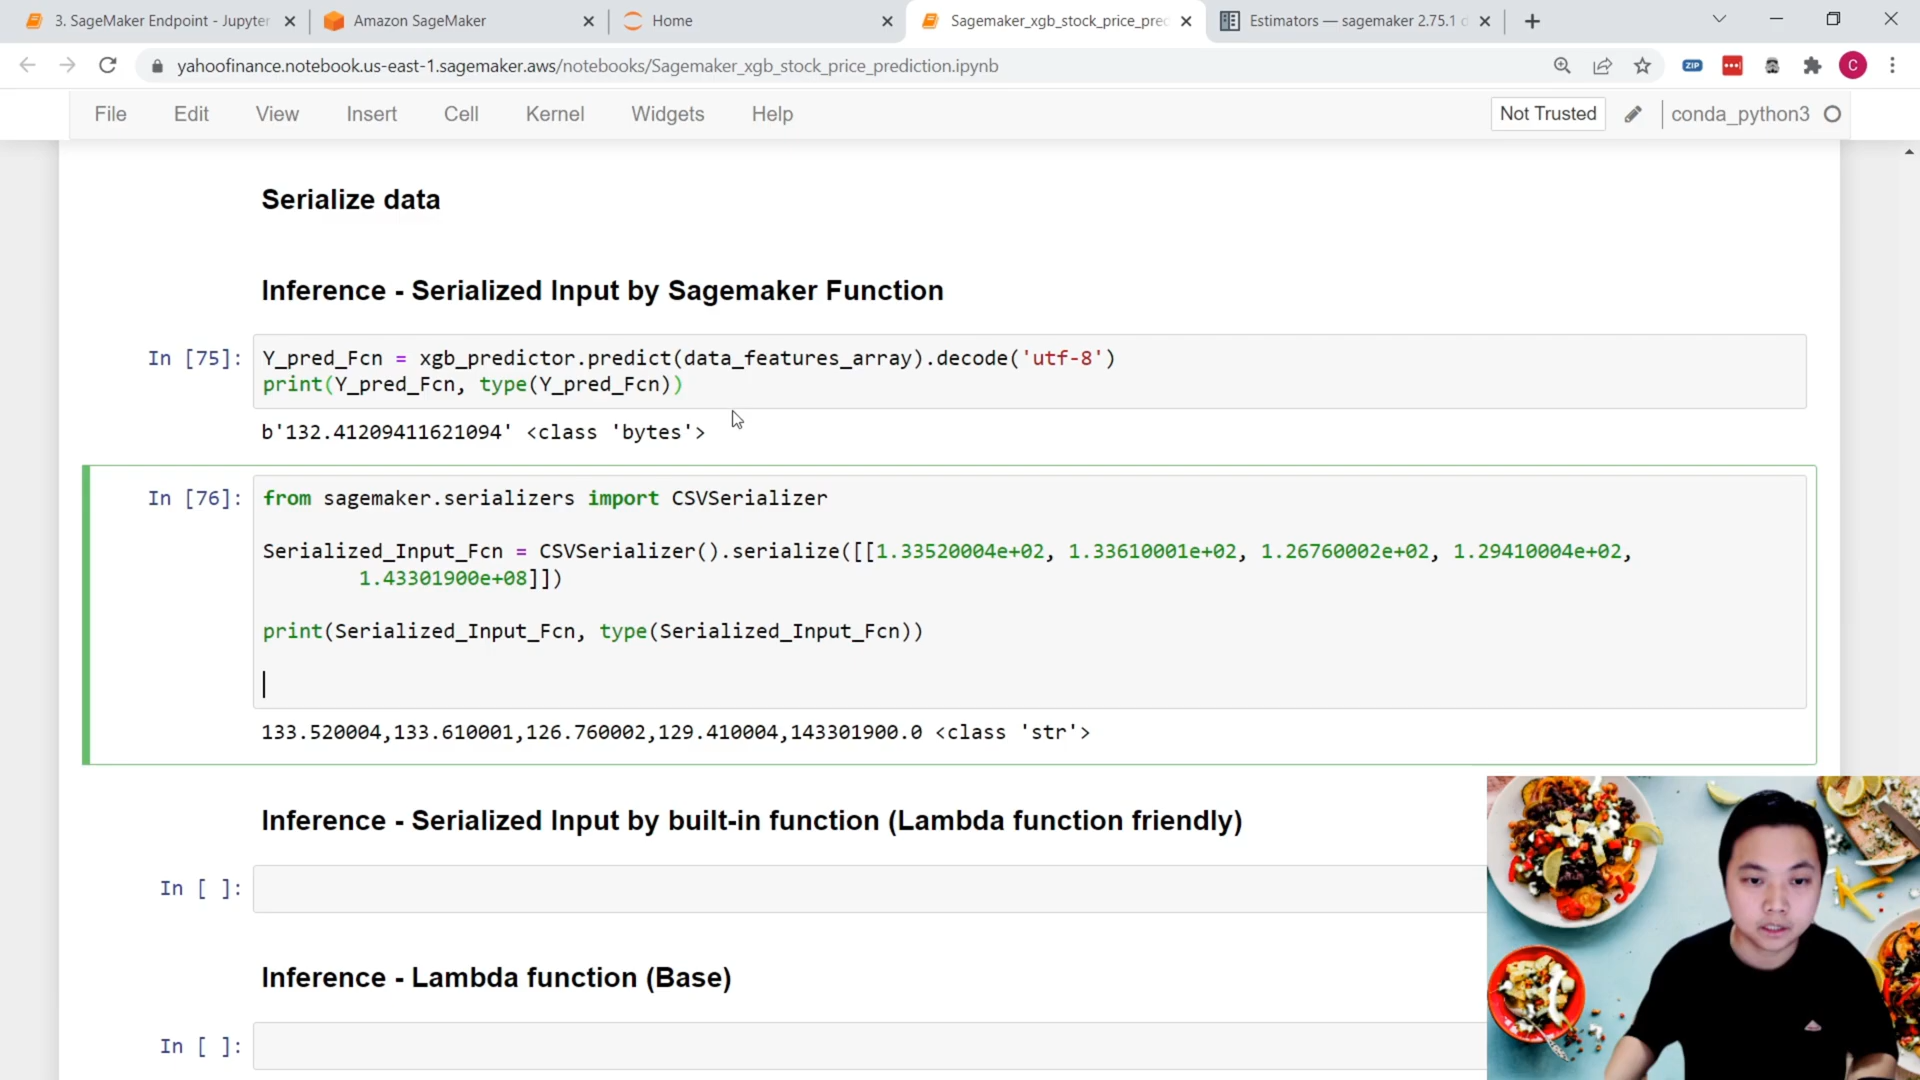 3. SageMaker Endpoint - Jupyter
Amazon SageMaker
Home
Sagemaker_xgb_stock_price_pred
Estimators — sagemaker 2.75.1 d
yahoofinance.notebook.us-east-1.sagemaker.aws/notebooks/Sagemaker_xgb_stock_price_prediction.ipynb
ZIP
C
File Edit View Insert Cell Kernel Widgets Help
Not Trusted
conda_python3
Serialize data
Inference - Serialized Input by Sagemaker Function
In [75]: Y_pred_Fcn = xgb_predictor.predict(data_features_array).decode('utf-8')
print(Y_pred_Fcn, type(Y_pred_Fcn))
b'132.41209411621094' <class 'bytes'>
In [76]: from sagemaker.serializers import CSVSerializer
Serialized_Input_Fcn = CSVSerializer().serialize([[1.33520004e+02, 1.33610001e+02, 1.26760002e+02, 1.29410004e+02,
1.43301900e+08]])
print(Serialized_Input_Fcn, type(Serialized_Input_Fcn))
133.520004,133.610001,126.760002,129.410004,143301900.0 <class 'str'>
Inference - Serialized Input by built-in function (Lambda function friendly)
In [ ]:
Inference - Lambda function (Base)
In [ ]: